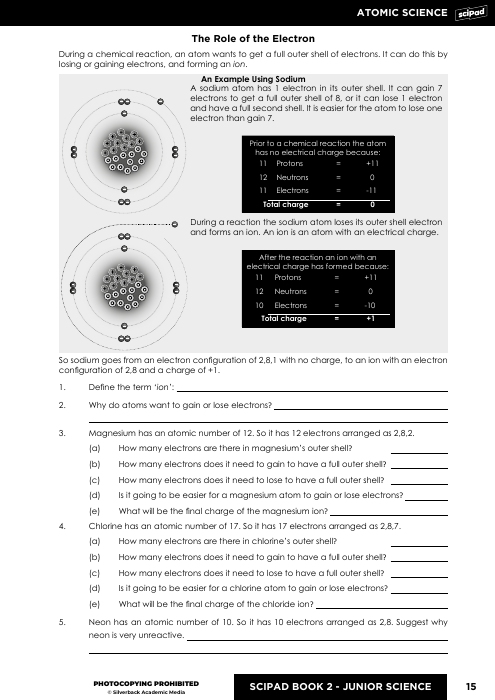 ATOMIC SCIENCE scipad
The Role of the Electron
During a chemical reaction, an atom wants to get a full outer shell of electrons. It can do this by
losing or gaining electrons, and forming an ion.
An Example Using Sodium
A sodium atom has 1 electron in its outer shell. It can gain 7
electrons to get a full outer shell of 8, or it can lose 1 electron
and have a full second shell. It is easier for the atom to lose one
electron than gain 7.
Prior to a chemical reaction the atom
has no electrical charge because:
11 Protons = +11
12 Neutrons = 0
11 Electrons = -11
Total charge = 0
During a reaction the sodium atom loses its outer shell electron
and forms an ion. An ion is an atom with an electrical charge.
After the reaction an ion with an
electrical charge has formed because:
11 Protons = +11
12 Neutrons = 0
10 Electrons = -10
Total charge = +1
So sodium goes from an electron configuration of 2,8,1 with no charge, to an ion with an electron
configuration of 2,8 and a charge of +1.
1. Define the term 'ion':
2. Why do atoms want to gain or lose electrons?
3. Magnesium has an atomic number of 12. So it has 12 electrons arranged as 2,8,2.
(a) How many electrons are there in magnesium's outer shell?
(b) How many electrons does it need to gain to have a full outer shell?
(c) How many electrons does it need to lose to have a full outer shell?
(d) Is it going to be easier for a magnesium atom to gain or lose electrons?
(e) What will be the final charge of the magnesium ion?
4. Chlorine has an atomic number of 17. So it has 17 electrons arranged as 2,8,7.
(a) How many electrons are there in chlorine's outer shell?
(b) How many electrons does it need to gain to have a full outer shell?
(c) How many electrons does it need to lose to have a full outer shell?
(d) Is it going to be easier for a chlorine atom to gain or lose electrons?
(e) What will be the final charge of the chloride ion?
5. Neon has an atomic number of 10. So it has 10 electrons arranged as 2,8. Suggest why
neon is very unreactive.
PHOTOCOPYING PROHIBITED
© Silverback Academic Media
SCIPAD BOOK 2 - JUNIOR SCIENCE 15